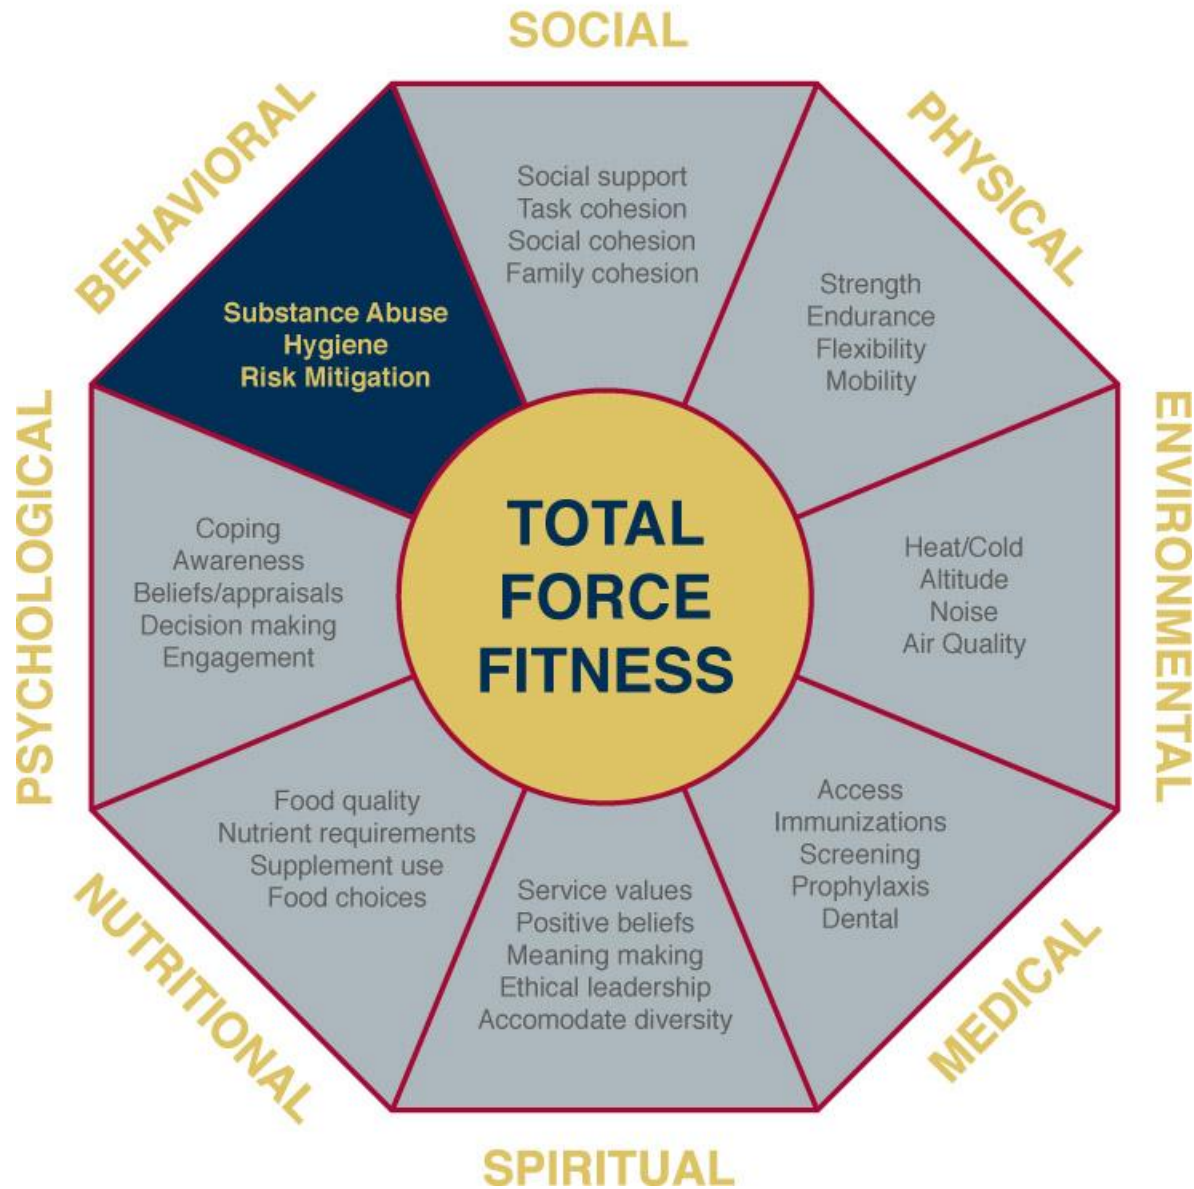 SOCIAL
Social support
Task cohesion
Social cohesion
Family cohesion
PHYSICAL
Strength
Endurance
Flexibility
Mobility
ENVIRONMENTAL
Heat/Cold
Altitude
Noise
Air Quality
MEDICAL
Access
Immunizations
Screening
Prophylaxis
Dental
SPIRITUAL
Service values
Positive beliefs
Meaning making
Ethical leadership
Accomodate diversity
NUTRITIONAL
Food quality
Nutrient requirements
Supplement use
Food choices
PSYCHOLOGICAL
Coping
Awareness
Beliefs/appraisals
Decision making
Engagement
BEHAVIORAL
Substance Abuse
Hygiene
Risk Mitigation
TOTAL
FORCE
FITNESS